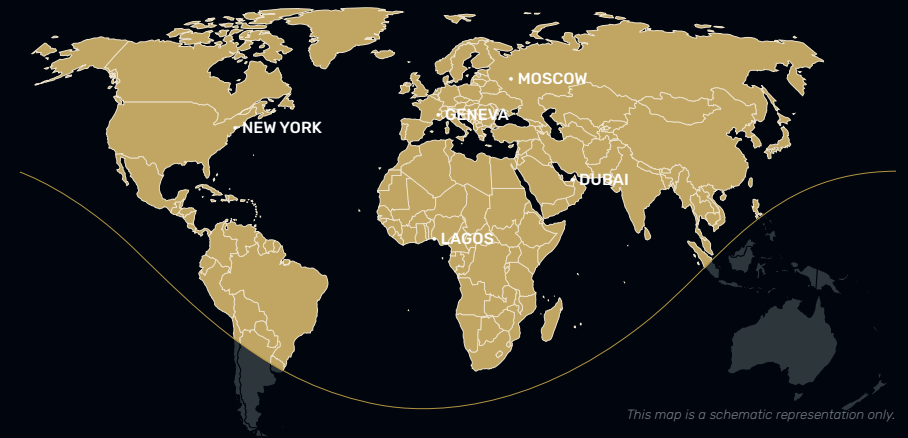 MOSCOW
GENEVA
NEW YORK
DUBAI
LAGOS
This map is a schematic representation only.